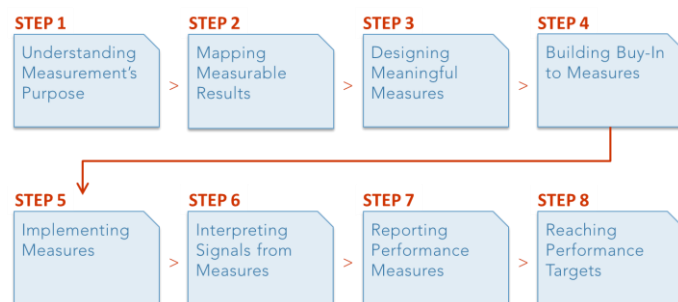 STEP 1
Understanding
Measurement's
Purpose
>
STEP 2
Mapping
Measurable
Results
>
STEP 3
Designing
Meaningful
Measures
>
STEP 4
Building Buy-In
to Measures
STEP 5
Implementing
Measures
>
STEP 6
Interpreting
Signals from
Measures
>
STEP 7
Reporting
Performance
Measures
>
STEP 8
Reaching
Performance
Targets